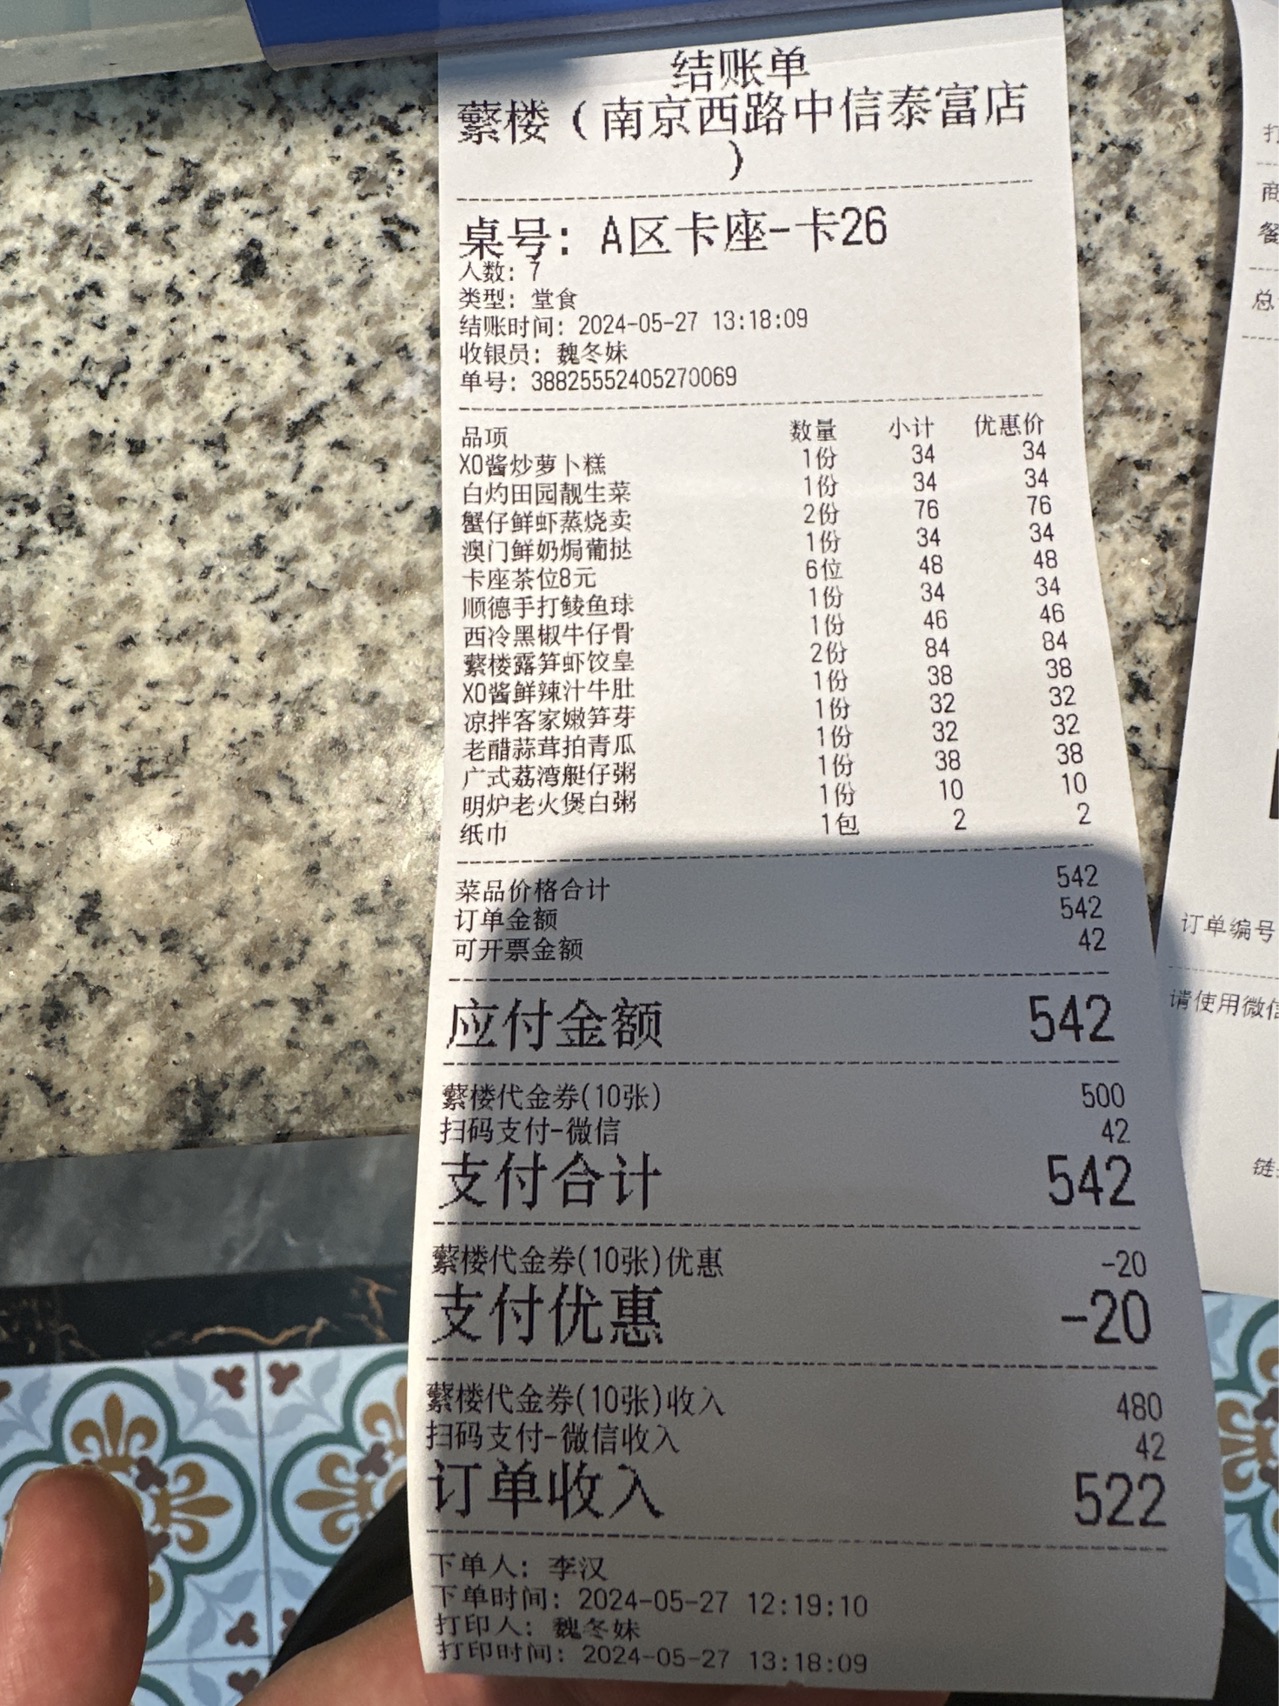 结账单
蘩楼（南京西路中信泰富店
）
桌号: A区卡座-卡26
人数: 7
类型: 堂食
结账时间: 2024-05-27 13:18:09
收银员: 魏冬妹
单号: 38825552405270069
品项 数量 小计 优惠价
XO酱炒萝卜糕 1份 34 34
白灼田园靓生菜 1份 34 34
蟹仔鲜虾蒸烧卖 2份 76 76
澳门鲜奶焗葡挞 1份 34 34
卡座茶位8元 6位 48 48
顺德手打鲮鱼球 1份 34 34
西冷黑椒牛仔骨 1份 46 46
蘩楼露笋虾饺皇 2份 84 84
XO酱鲜辣汁牛肚 1份 38 38
凉拌客家嫩笋芽 1份 32 32
老醋蒜茸拍青瓜 1份 32 32
广式荔湾艇仔粥 1份 38 38
明炉老火煲白粥 1份 10 10
纸巾 1包 2 2
菜品价格合计 542
订单金额 542
可开票金额 42
应付金额 542
蘩楼代金券(10张) 500
扫码支付-微信 42
支付合计 542
蘩楼代金券(10张)优惠 -20
支付优惠 -20
蘩楼代金券(10张)收入 480
扫码支付-微信收入 42
订单收入 522
下单人: 李汉
下单时间: 2024-05-27 12:19:10
打印人: 魏冬妹
打印时间: 2024-05-27 13:18:09
商
餐
总
订单编号
请使用微信